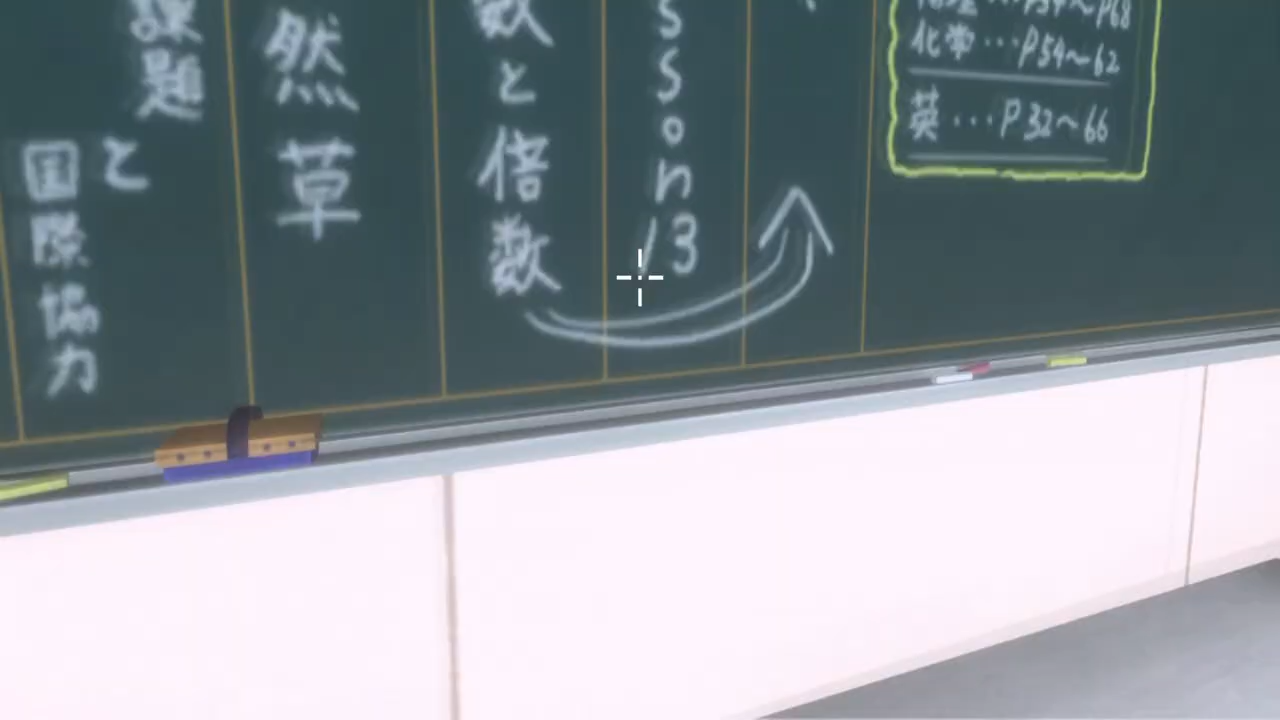 化学…P54～62
英…P32～66
sson13
数と倍数
然草
課題
と
国際協力